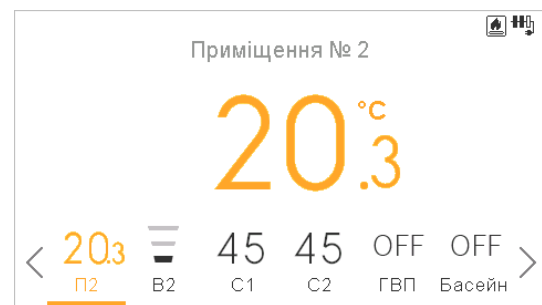 Приміщення № 2
20.3 °C
20.3 45 45 OFF OFF
П2 В2 С1 С2 ГВП Басейн